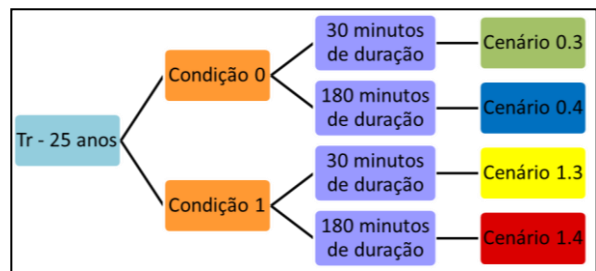 30 minutos
de duração
Cenário 0.3
Condição 0
180 minutos
de duração
Cenário 0.4
Tr - 25 anos
30 minutos
de duração
Cenário 1.3
Condição 1
180 minutos
de duração
Cenário 1.4